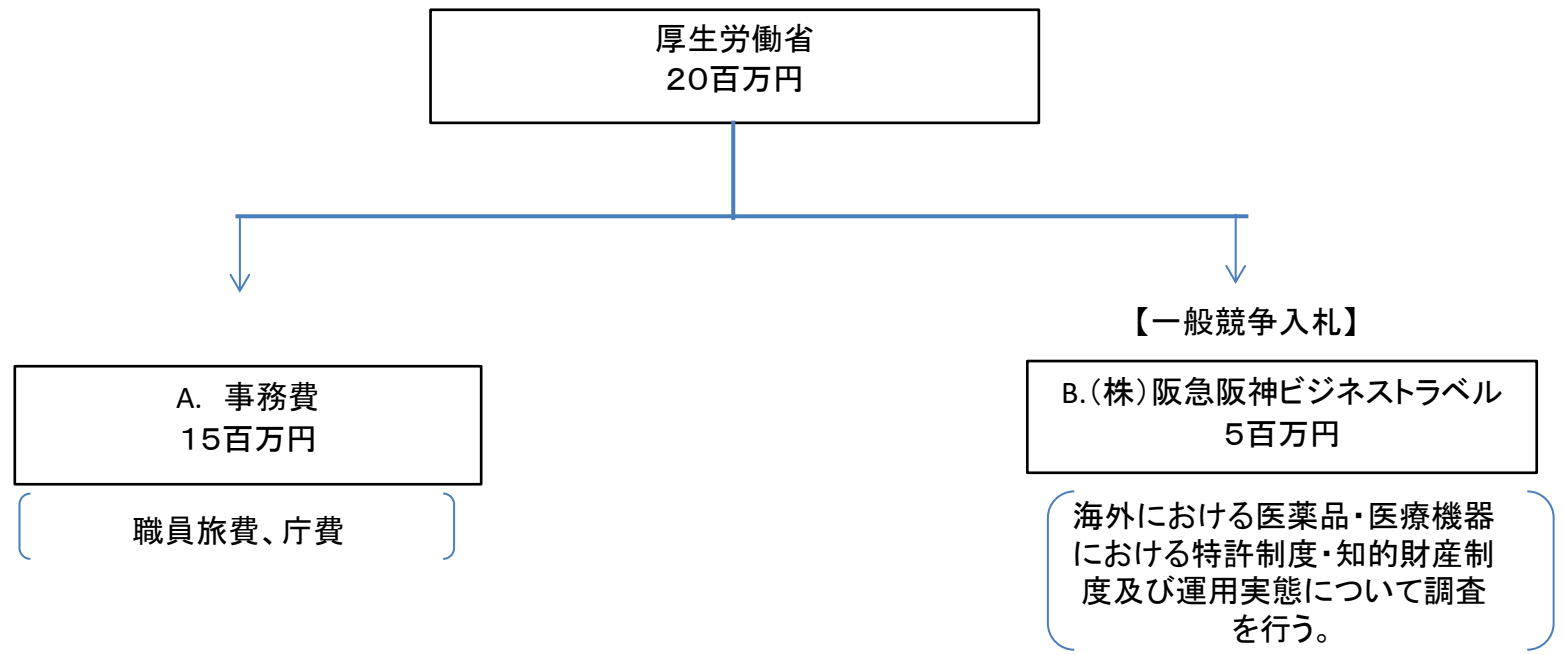 厚生労働省
20百万円
【一般競争入札】
A. 事務費
15百万円
B.(株)阪急阪神ビジネストラベル
5百万円
職員旅費、庁費
海外における医薬品・医療機器
における特許制度・知的財産制
度及び運用実態について調査
を行う。